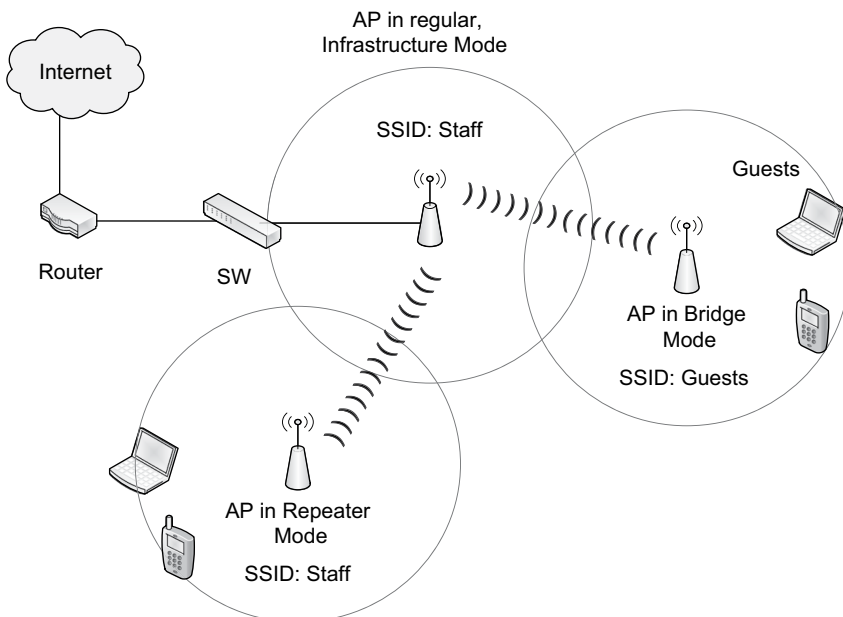 AP in regular,
Infrastructure Mode
Internet
SSID: Staff
Guests
Router
SW
AP in Bridge
Mode
SSID: Guests
AP in Repeater
Mode
SSID: Staff